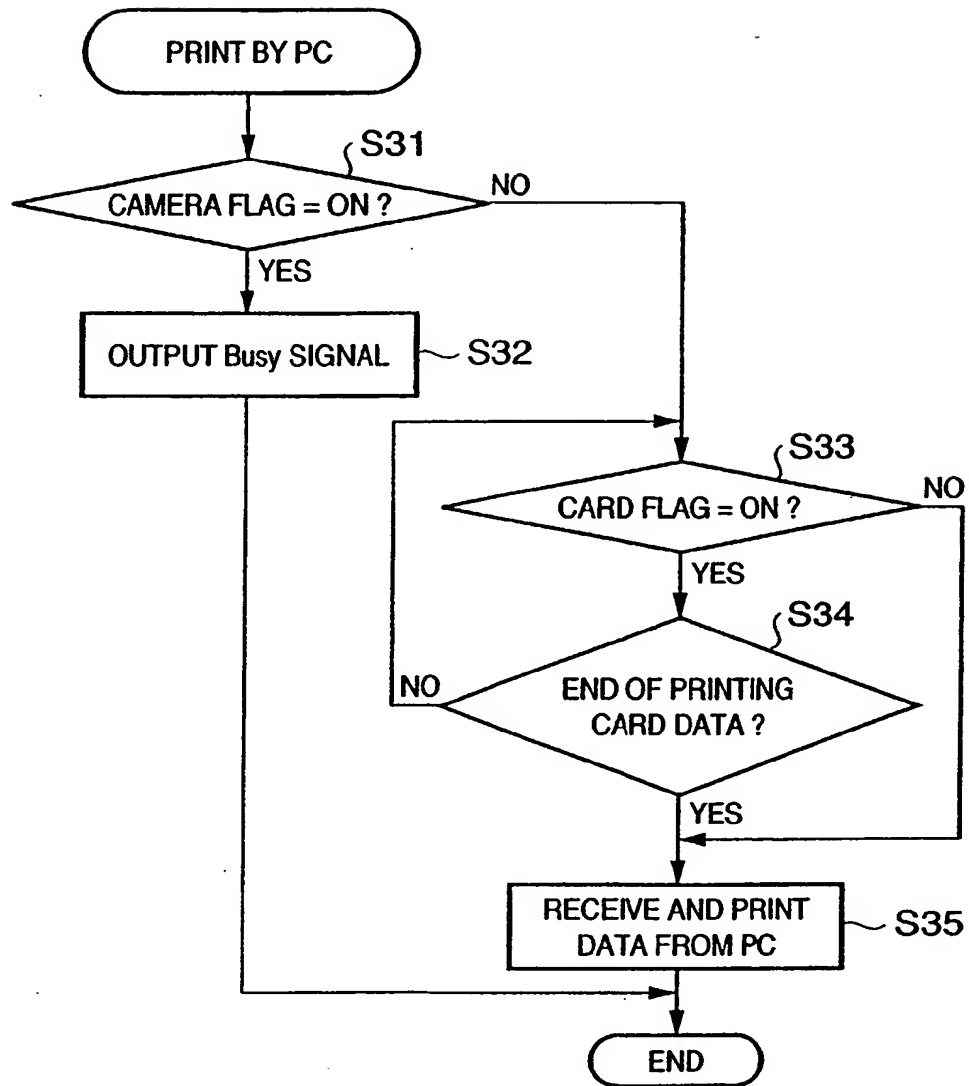 PRINT BY PC
S31
CAMERA FLAG = ON ?
NO
YES
OUTPUT Busy SIGNAL
S32
S33
CARD FLAG = ON ?
NO
YES
S34
END OF PRINTING
CARD DATA ?
NO
YES
RECEIVE AND PRINT
DATA FROM PC
S35
END